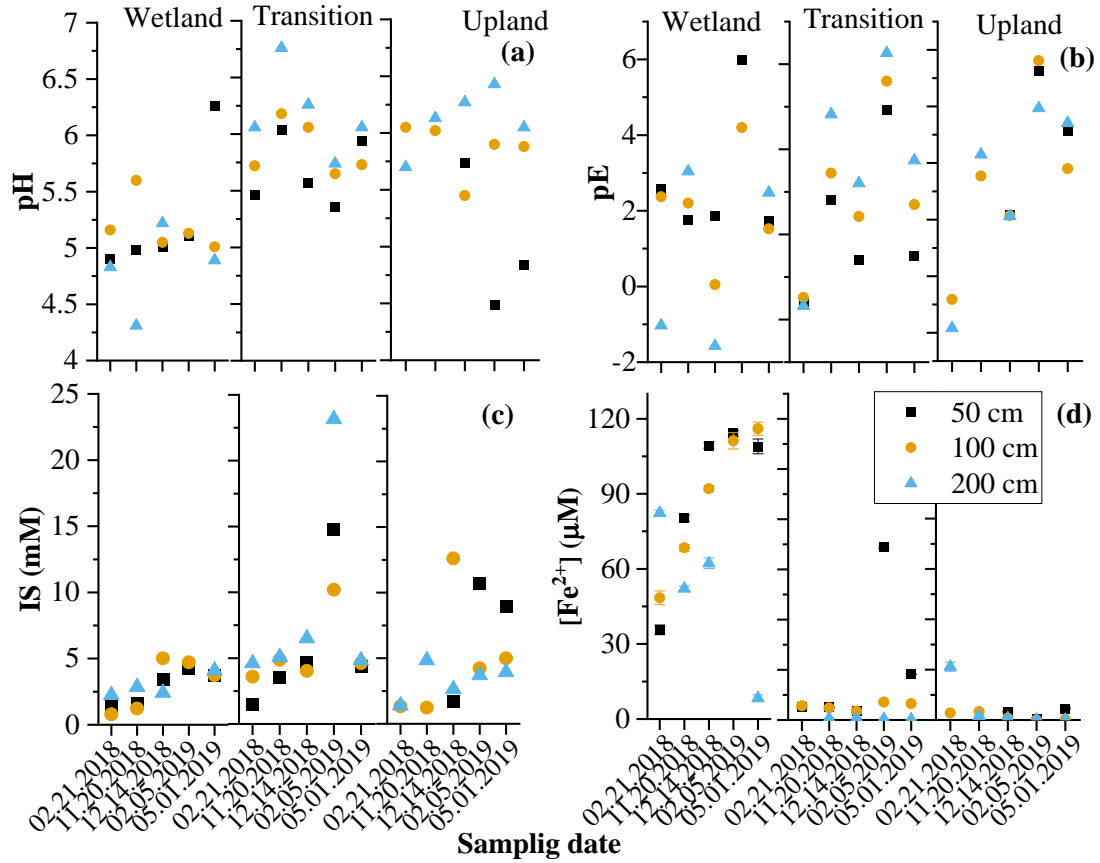 Wetland Transition Upland
(a)
pH
7
6.5
6
5.5
5
4.5
4
Wetland Transition Upland
(b)
pE
6
4
2
0
-2
(c)
IS (mM)
25
20
15
10
5
0
02.21.2018 11.20.2018 12.14.2018 02.05.2019 05.01.2019
02.21.2018 11.20.2018 12.14.2018 02.05.2019 05.01.2019
02.21.2018 11.20.2018 12.14.2018 02.05.2019 05.01.2019
(d)
[Fe²⁺] (μM)
120
90
60
30
0
50 cm
100 cm
200 cm
02.21.2018 11.20.2018 12.14.2018 02.05.2019 05.01.2019
02.21.2018 11.20.2018 12.14.2018 02.05.2019 05.01.2019
02.21.2018 11.20.2018 12.14.2018 02.05.2019 05.01.2019
Samplig date